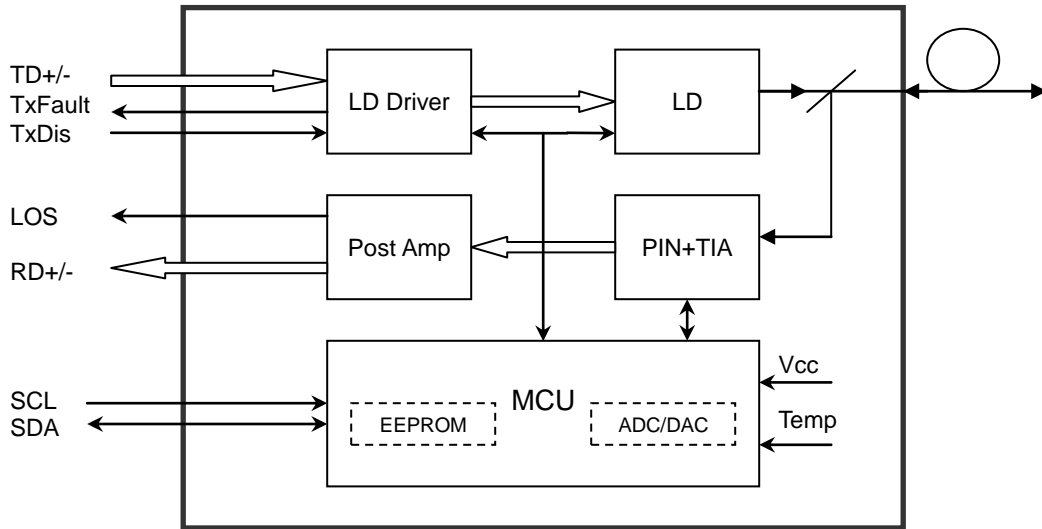 TD+/-
TxFault
TxDis
LD Driver
LD
LOS
RD+/-
Post Amp
PIN+TIA
SCL
SDA
MCU
EEPROM
ADC/DAC
Vcc
Temp